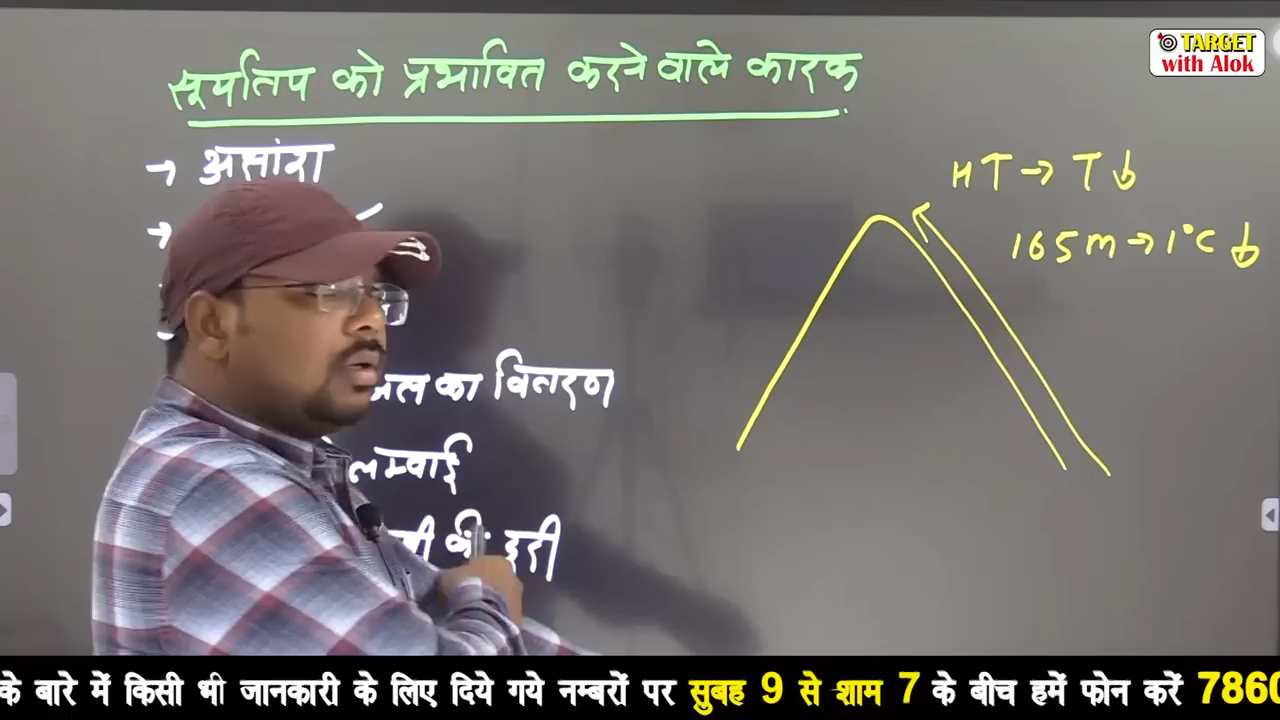 TARGET
with Alok
सूर्यातप को प्रभावित करने वाले कारक
→ अक्षांश
HT → T↓
165m → 1°C ↓
→
जल का वितरण
लम्बाई
की दूरी
के बारे में किसी भी जानकारी के लिए दिये गये नम्बरों पर सुबह 9 से शाम 7 के बीच हमें फोन करें 7860